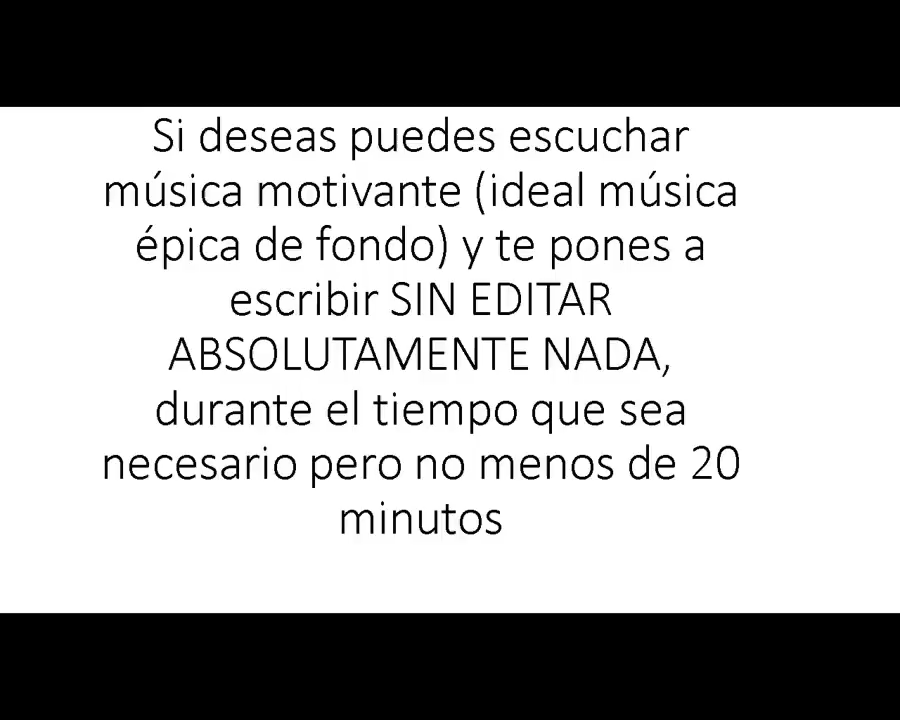 Si deseas puedes escuchar
música motivante (ideal música
épica de fondo) y te pones a
escribir SIN EDITAR
ABSOLUTAMENTE NADA,
durante el tiempo que sea
necesario pero no menos de 20
minutos